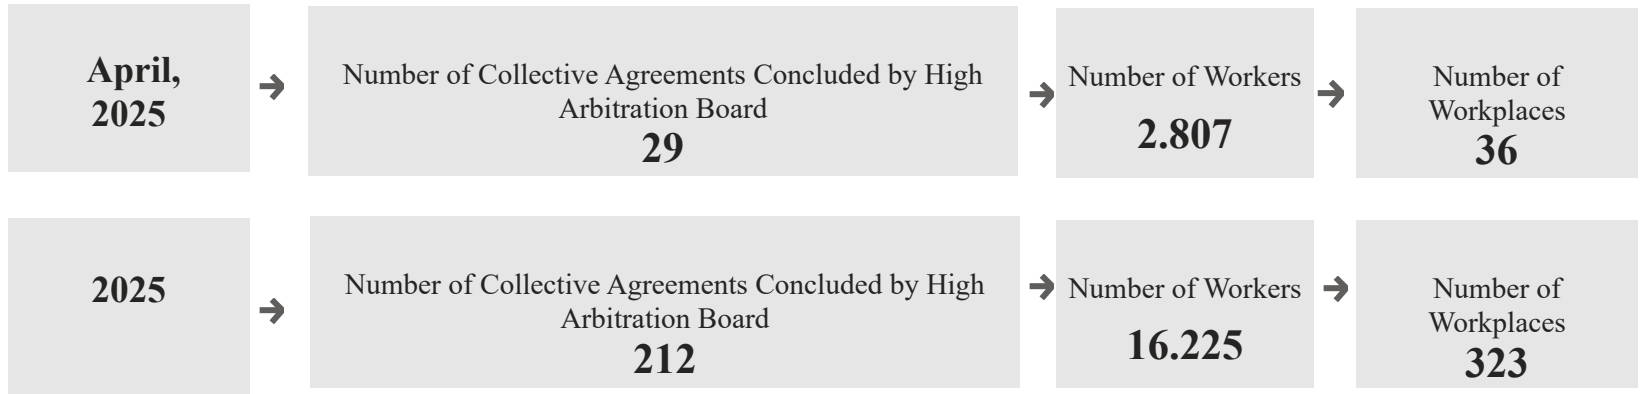 April,
2025
Number of Collective Agreements Concluded by High
Arbitration Board
29
Number of Workers
2.807
Number of
Workplaces
36
2025
Number of Collective Agreements Concluded by High
Arbitration Board
212
Number of Workers
16.225
Number of
Workplaces
323